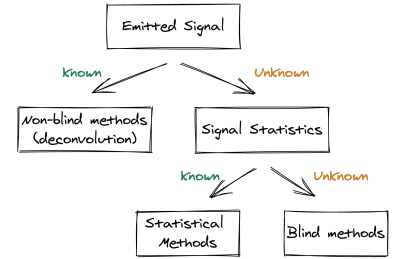 Emitted Signal
Known
Unknown
Non-blind methods
(deconvolution)
Signal Statistics
Known
Unknown
Statistical
Methods
Blind methods